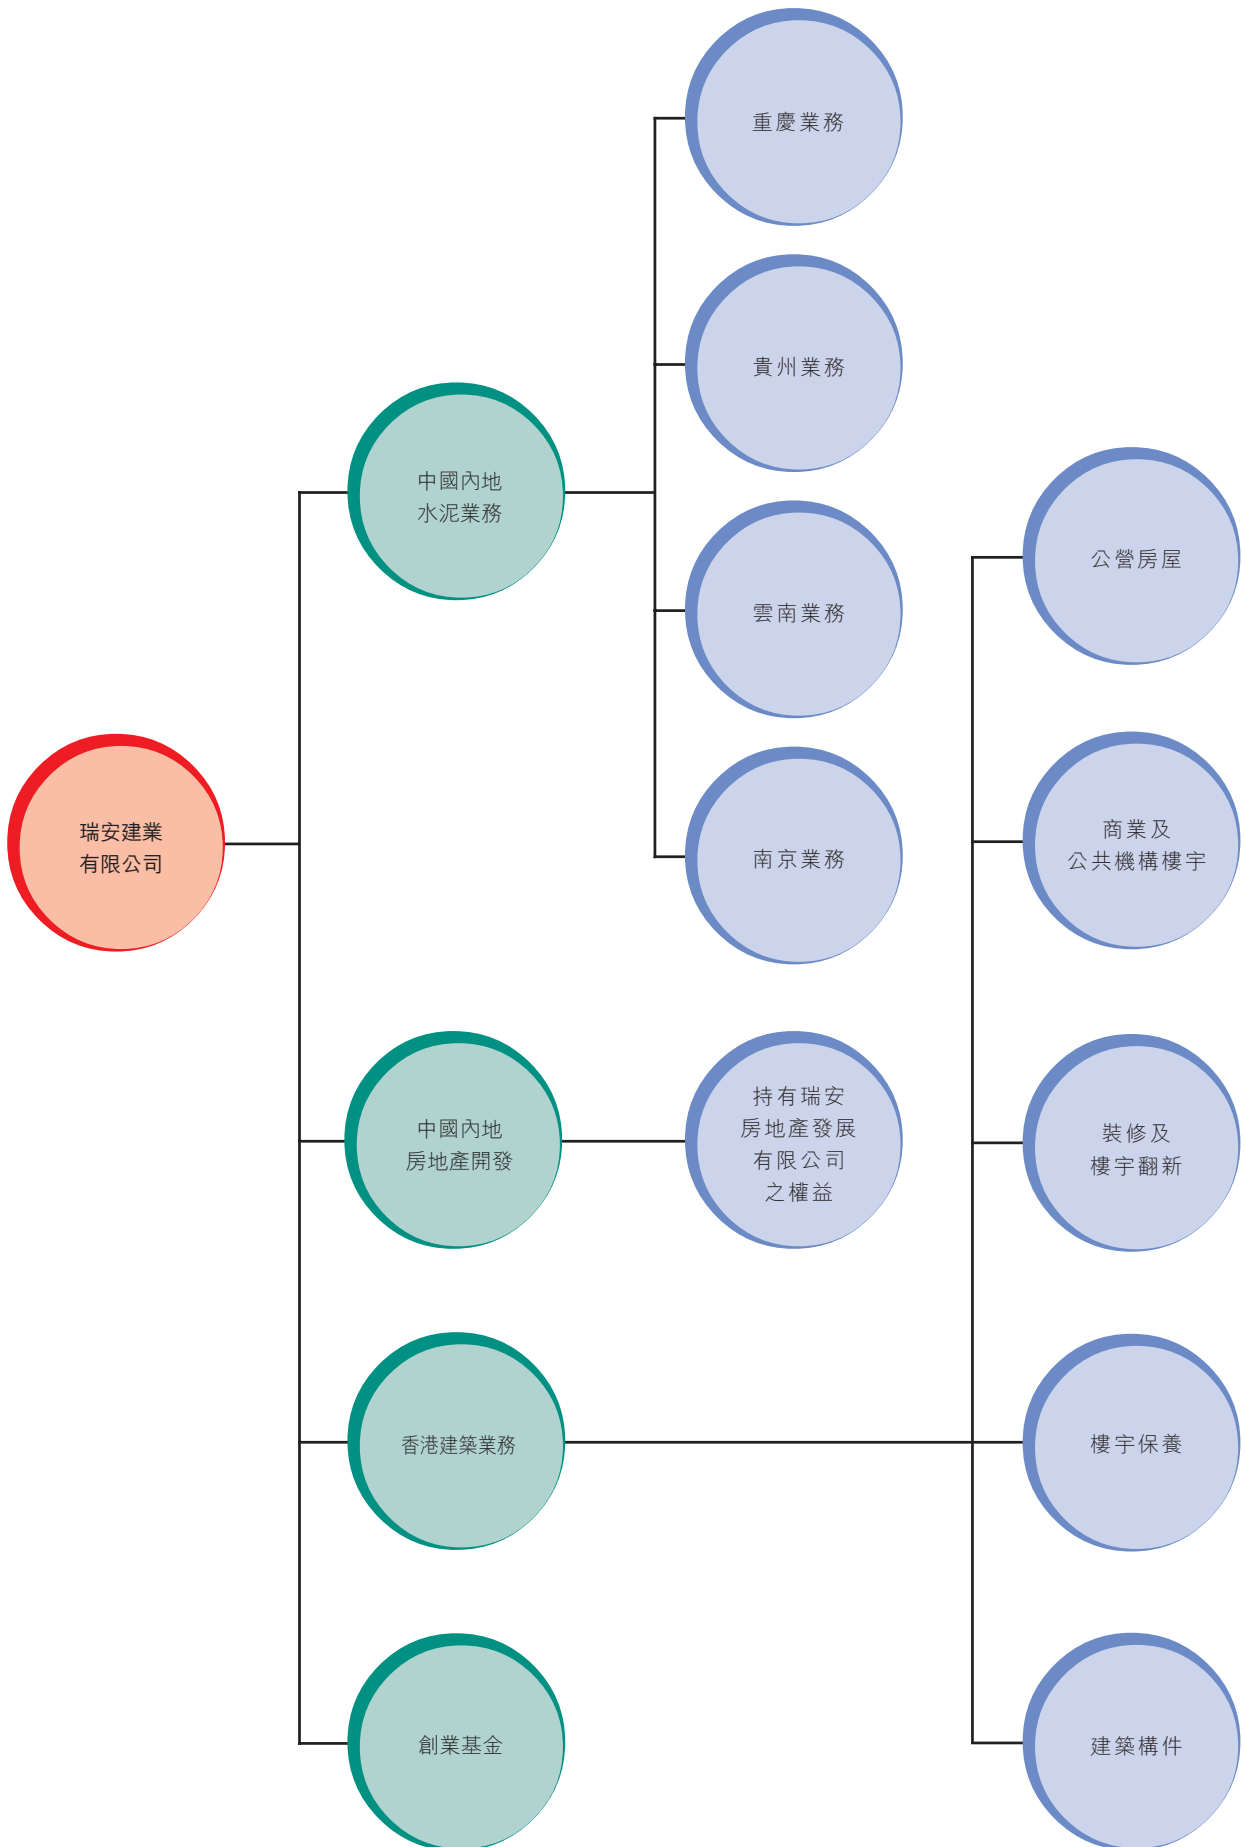 重慶業務
貴州業務
中國內地
水泥業務
公營房屋
雲南業務
瑞安建業
有限公司
商業及
公共機構樓宇
南京業務
中國內地
房地產開發
持有瑞安
房地產發展
有限公司
之權益
裝修及
樓宇翻新
香港建築業務
樓宇保養
創業基金
建築構件